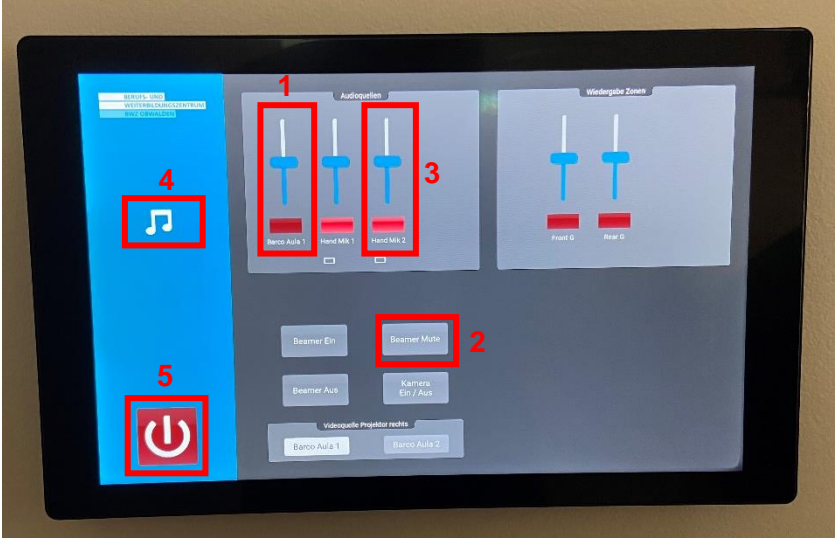 BERUFS- UND
WEITERBILDUNGSZENTRUM
BWZ OBWALDEN
1
Audioquellen
Wiedergabe Zonen
3
4
Barco Aula 1
Hand Mik 1
Hand Mik 2
Front G
Rear G
Beamer Ein
Beamer Mute
2
5
Beamer Aus
Kamera
Ein / Aus
Videoquelle Projektor rechts
Barco Aula 1
Barco Aula 2